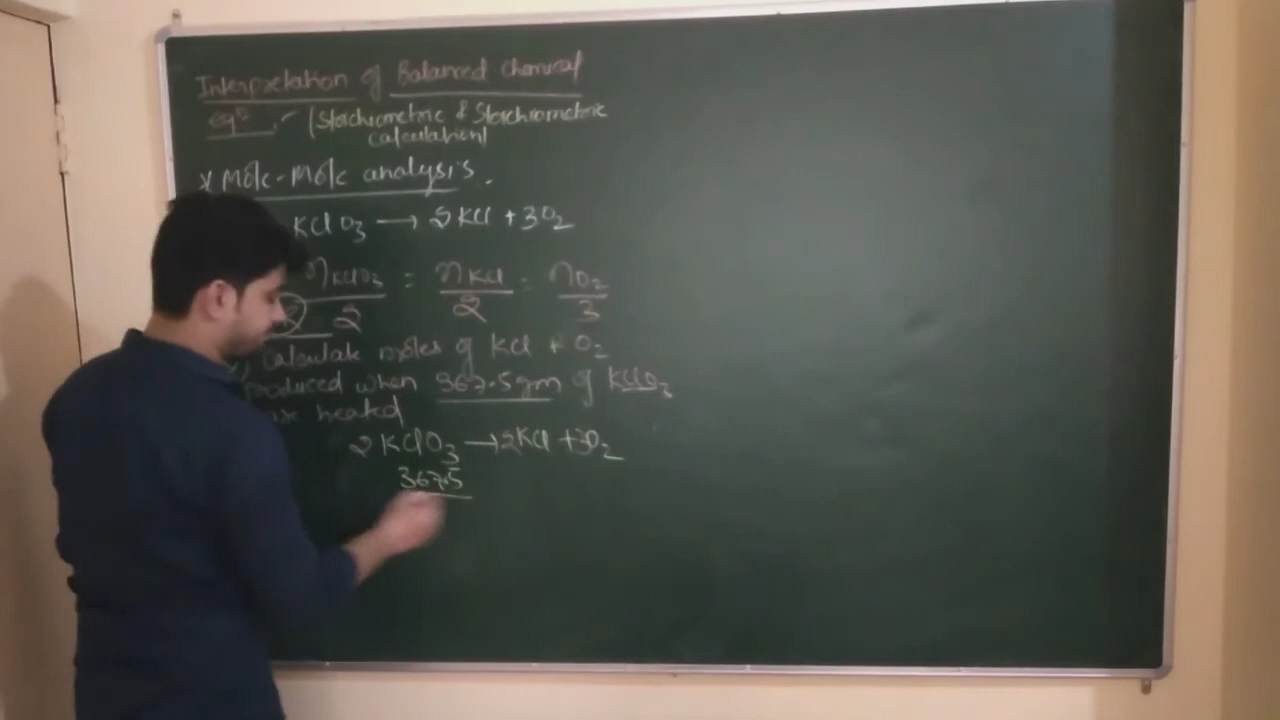 Interpretation of Balanced Chemical
eqn :- (Stoichiometric & Stoichiometric
calculation)
* Mole-Mole analysis.
KClO3 → 2KCl + 3O2
nKClO3/2 = nKCl/2 = nO2/3
calculate moles of KCl + O2
produced when 367.5gm of KClO3
heated
2KClO3 → 2KCl + 3O2
367.5